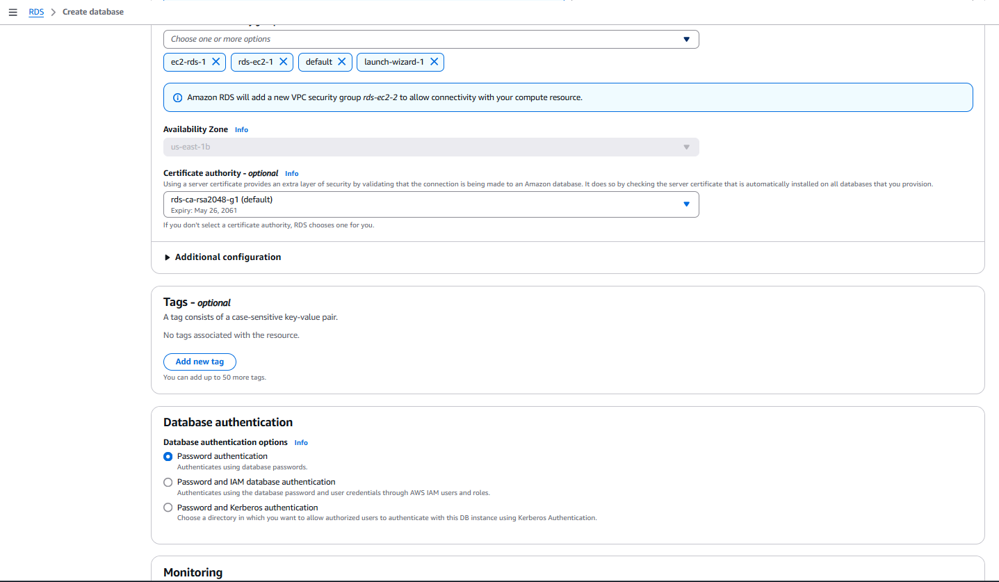 RDS > Create database
Choose one or more options
ec2-rds-1 rds-ec2-1 default launch-wizard-1
Amazon RDS will add a new VPC security group rds-ec2-2 to allow connectivity with your compute resource.
Availability Zone Info
us-east-1b
Certificate authority - optional Info
Using a server certificate provides an extra layer of security by validating that the connection is being made to an Amazon database. It does so by checking the server certificate that is automatically installed on all databases that you provision.
rds-ca-rsa2048-g1 (default)
Expiry: May 26, 2061
If you don't select a certificate authority, RDS chooses one for you.
Additional configuration
Tags - optional
A tag consists of a case-sensitive key-value pair.
No tags associated with the resource.
Add new tag
You can add up to 50 more tags.
Database authentication
Database authentication options Info
Password authentication
Authenticates using database passwords.
Password and IAM database authentication
Authenticates using the database password and user credentials through AWS IAM users and roles.
Password and Kerberos authentication
Choose a directory in which you want to allow authorized users to authenticate with this DB instance using Kerberos Authentication.
Monitoring